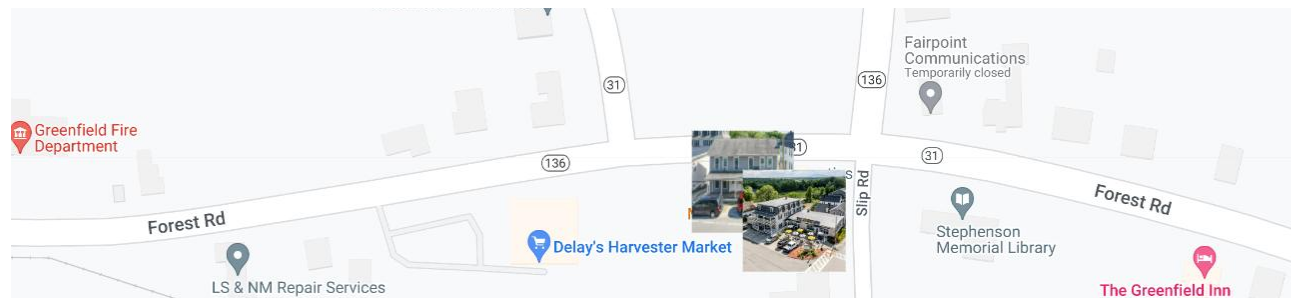 Fairpoint
Communications
Temporarily closed
31
136
Greenfield Fire
Department
136
31
Forest Rd
Slip Rd
Forest Rd
Stephenson
Memorial Library
Delay's Harvester Market
LS & NM Repair Services
The Greenfield Inn